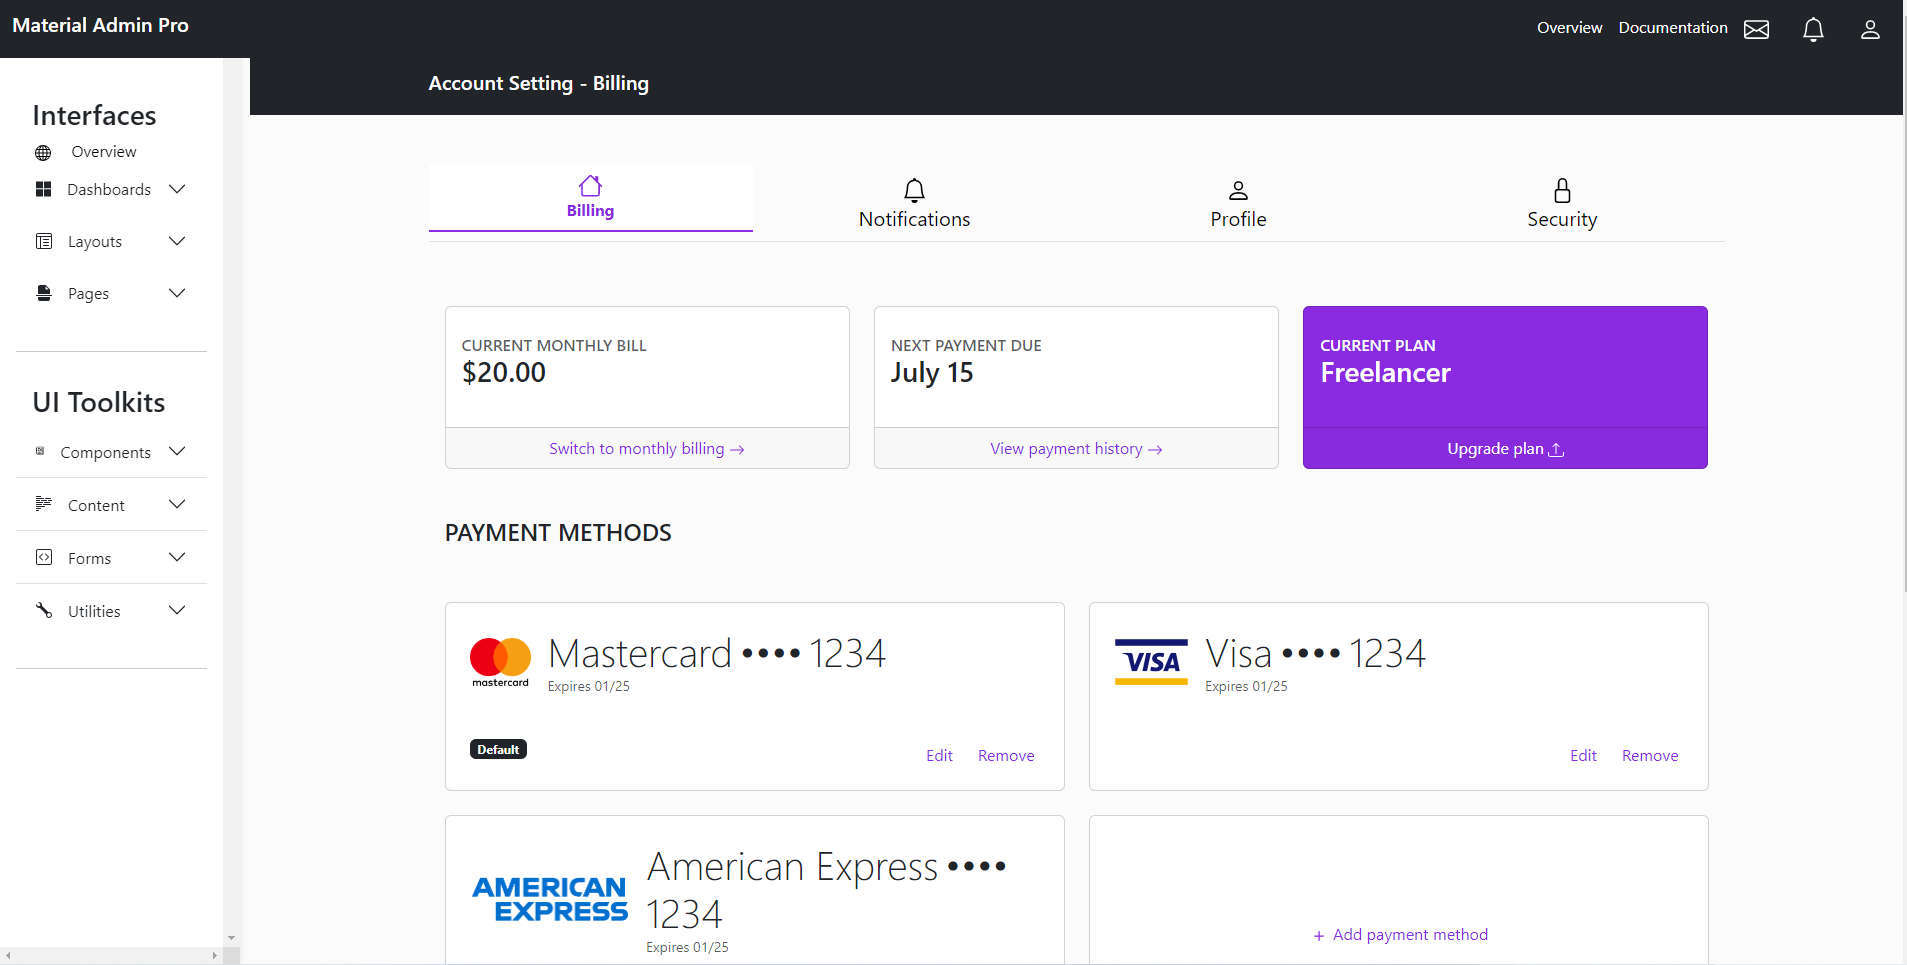 Material Admin Pro
Overview Documentation
Account Setting - Billing
Interfaces
Overview
Dashboards
Layouts
Pages
UI Toolkits
Components
Content
Forms
Utilities
Billing
Notifications
Profile
Security
CURRENT MONTHLY BILL
$20.00
Switch to monthly billing →
NEXT PAYMENT DUE
July 15
View payment history →
CURRENT PLAN
Freelancer
Upgrade plan
PAYMENT METHODS
mastercard
Mastercard •••• 1234
Expires 01/25
Default
Edit Remove
VISA
Visa •••• 1234
Expires 01/25
Edit Remove
AMERICAN
EXPRESS
American Express ••••
1234
Expires 01/25
+ Add payment method